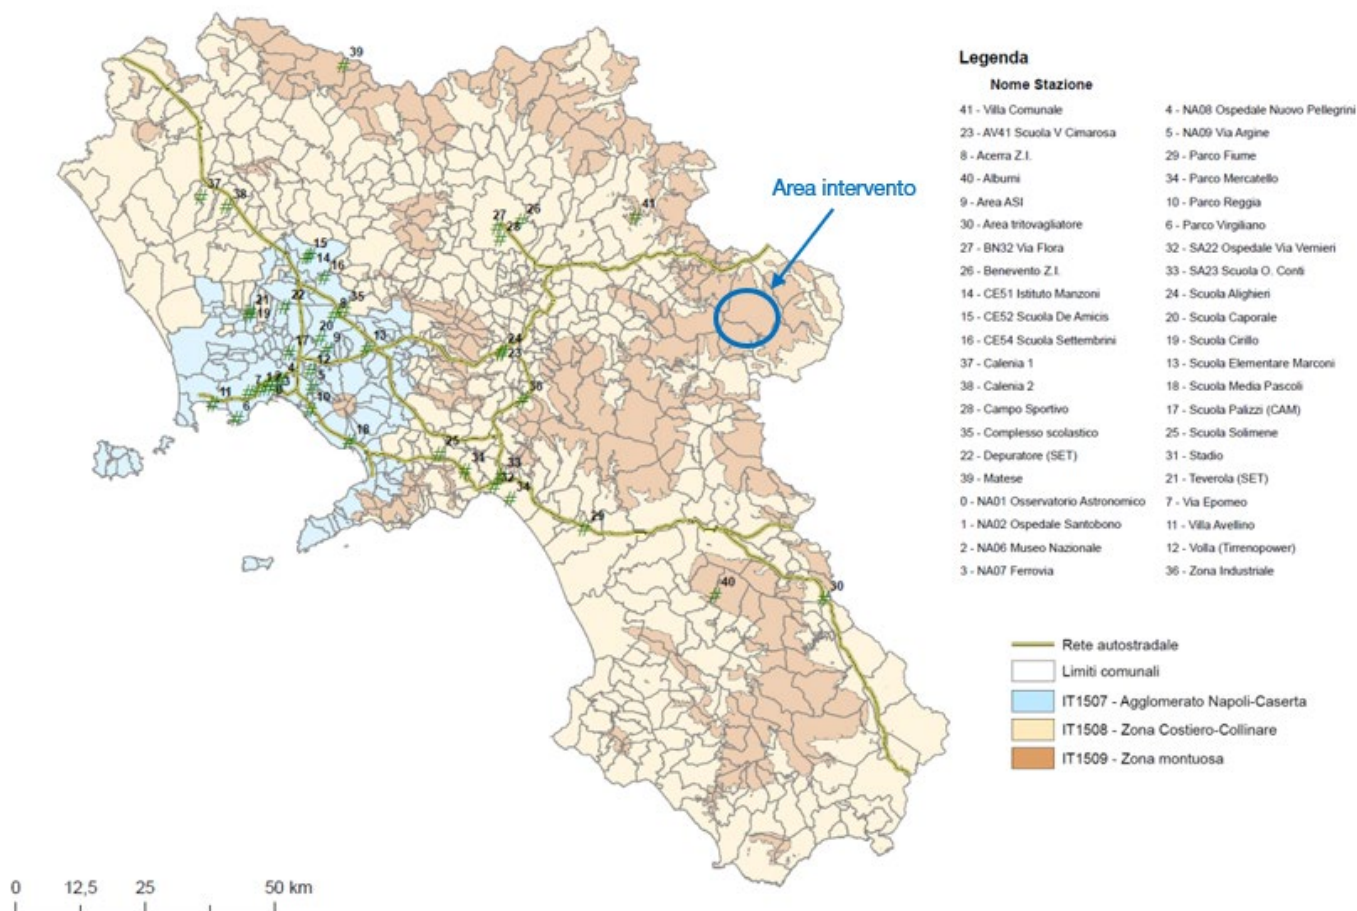 39
Legenda
Nome Stazione
41 - Villa Comunale
23 - AV41 Scuola V Cimarosa
8 - Acerra Z.I.
40 - Alburni
9 - Area ASI
30 - Area tritovagliatore
27 - BN32 Via Flora
26 - Benevento Z.I.
14 - CE51 Istituto Manzoni
15 - CE52 Scuola De Amicis
16 - CE54 Scuola Settembrini
37 - Calenia 1
38 - Calenia 2
28 - Campo Sportivo
35 - Complesso scolastico
22 - Depuratore (SET)
39 - Matese
0 - NA01 Osservatorio Astronomico
1 - NA02 Ospedale Santobono
2 - NA06 Museo Nazionale
3 - NA07 Ferrovia
4 - NA08 Ospedale Nuovo Pellegrini
5 - NA09 Via Argine
29 - Parco Fiume
34 - Parco Mercatello
10 - Parco Reggia
6 - Parco Virgiliano
32 - SA22 Ospedale Via Vernieri
33 - SA23 Scuola O. Conti
24 - Scuola Alighieri
20 - Scuola Caporale
19 - Scuola Cirillo
13 - Scuola Elementare Marconi
18 - Scuola Media Pascoli
17 - Scuola Palizzi (CAM)
25 - Scuola Solimene
31 - Stadio
21 - Teverola (SET)
7 - Via Epomeo
11 - Villa Avellino
12 - Volla (Tirrenopower)
36 - Zona Industriale
Area intervento
37
38
27
26
28
41
15
14
16
21
19
22
8
35
20
9
13
17
12
24
23
4
5
7
1
2
3
11
6
10
36
18
25
31
33
32
34
29
40
30
Rete autostradale
Limiti comunali
IT1507 - Agglomerato Napoli-Caserta
IT1508 - Zona Costiero-Collinare
IT1509 - Zona montuosa
0 12,5 25 50 km